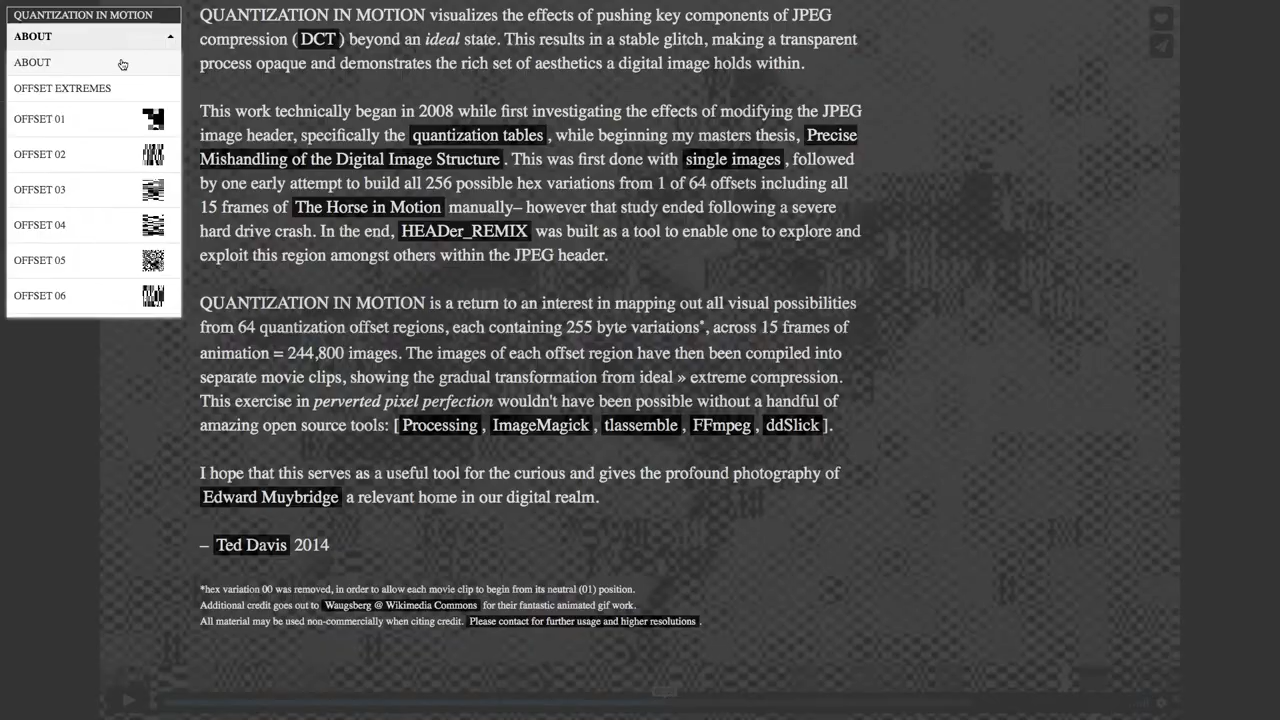 QUANTIZATION IN MOTION
ABOUT
ABOUT
OFFSET EXTREMES
OFFSET 01
OFFSET 02
OFFSET 03
OFFSET 04
OFFSET 05
OFFSET 06
QUANTIZATION IN MOTION visualizes the effects of pushing key components of JPEG
compression ( DCT ) beyond an ideal state. This results in a stable glitch, making a transparent
process opaque and demonstrates the rich set of aesthetics a digital image holds within.
This work technically began in 2008 while first investigating the effects of modifying the JPEG
image header, specifically the quantization tables , while beginning my masters thesis, Precise
Mishandling of the Digital Image Structure . This was first done with single images , followed
by one early attempt to build all 256 possible hex variations from 1 of 64 offsets including all
15 frames of The Horse in Motion manually– however that study ended following a severe
hard drive crash. In the end, HEADer_REMIX was built as a tool to enable one to explore and
exploit this region amongst others within the JPEG header.
QUANTIZATION IN MOTION is a return to an interest in mapping out all visual possibilities
from 64 quantization offset regions, each containing 255 byte variations*, across 15 frames of
animation = 244,800 images. The images of each offset region have then been compiled into
separate movie clips, showing the gradual transformation from ideal » extreme compression.
This exercise in perverted pixel perfection wouldn't have been possible without a handful of
amazing open source tools: [ Processing , ImageMagick , tlassemble , FFmpeg , ddSlick ].
I hope that this serves as a useful tool for the curious and gives the profound photography of
Edward Muybridge a relevant home in our digital realm.
– Ted Davis 2014
*hex variation 00 was removed, in order to allow each movie clip to begin from its neutral (01) position.
Additional credit goes out to Waugsberg @ Wikimedia Commons for their fantastic animated gif work.
All material may be used non-commercially when citing credit. Please contact for further usage and higher resolutions .